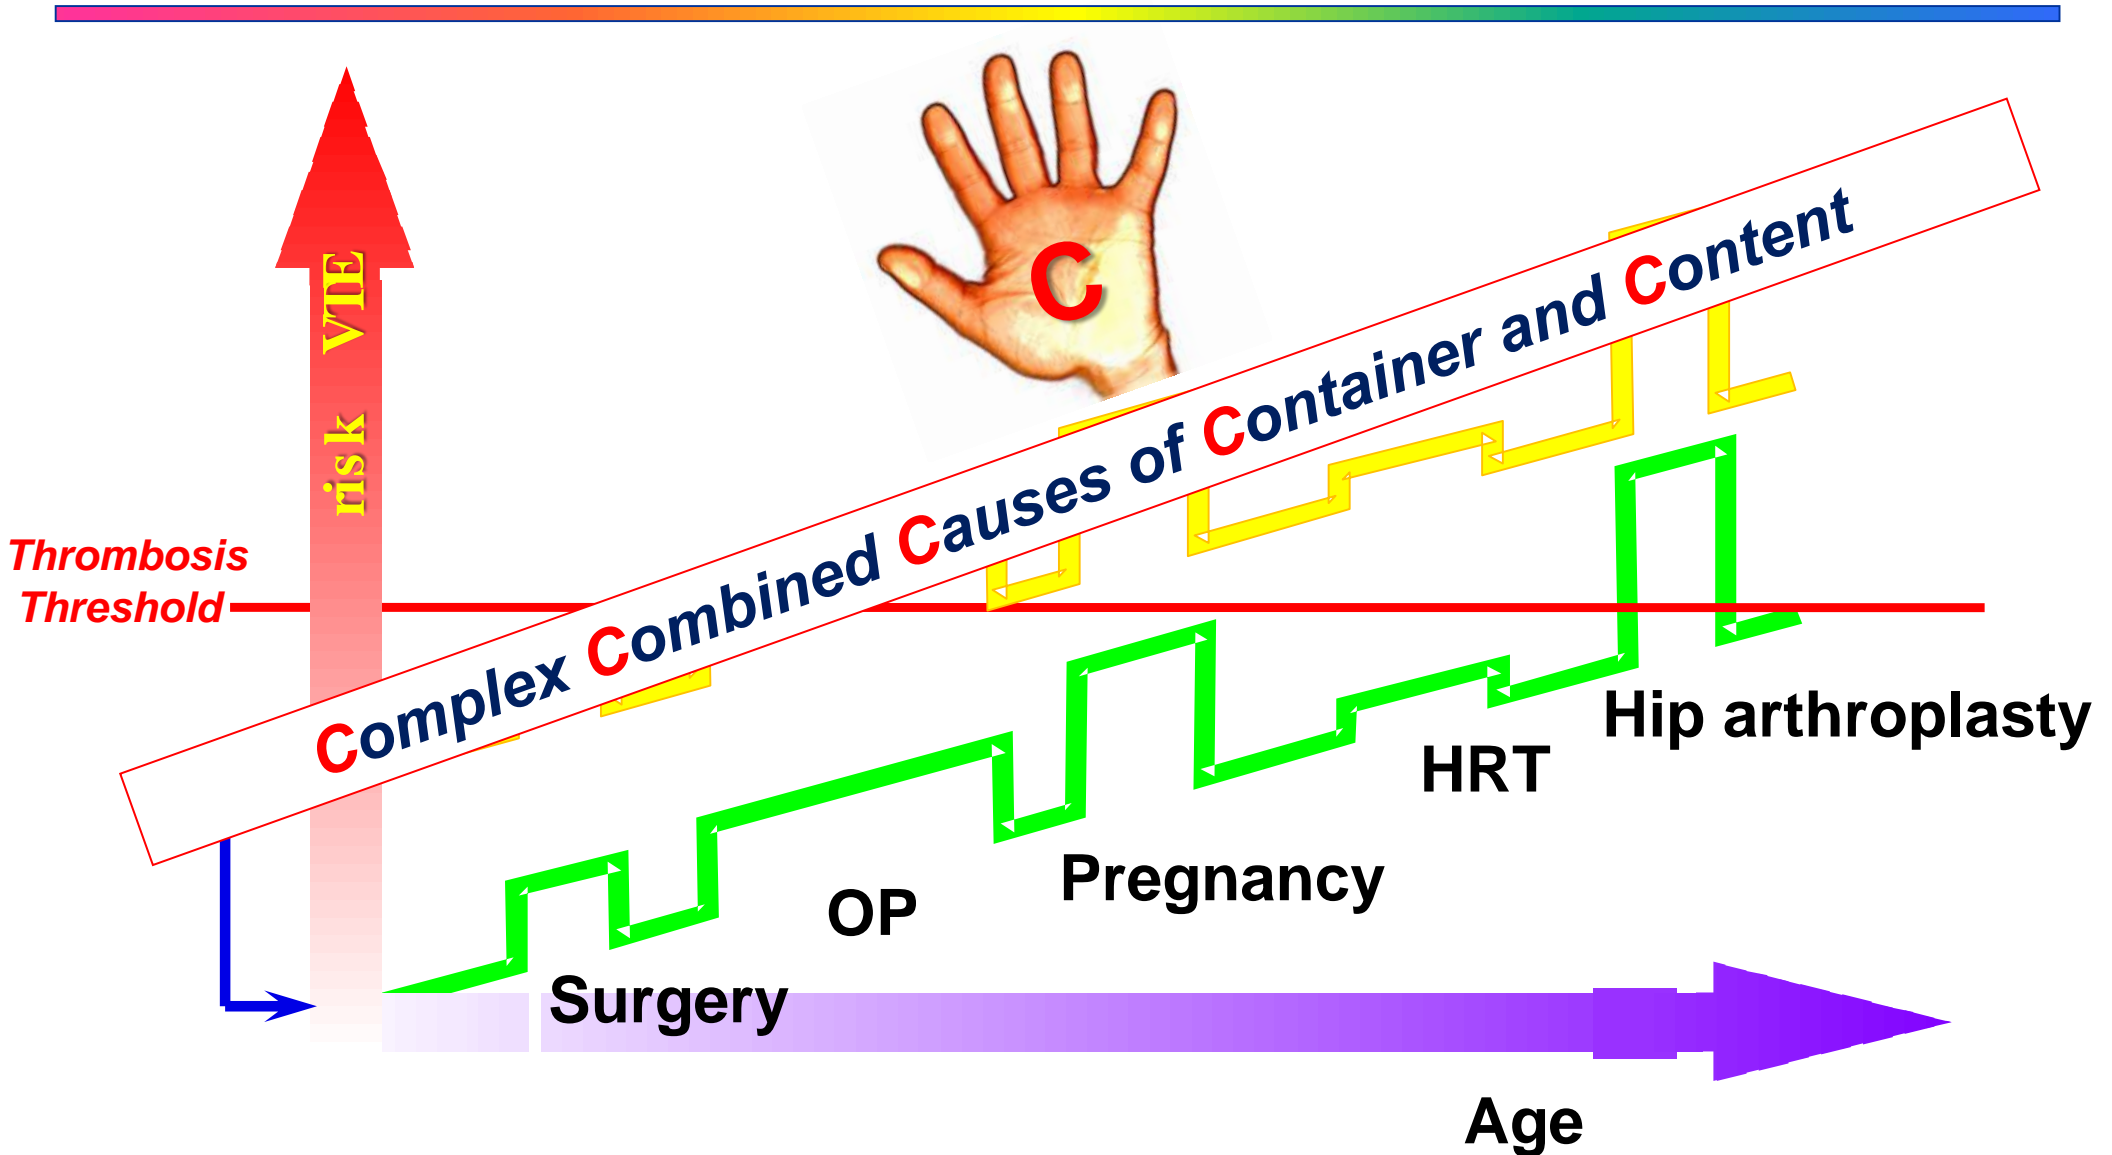 C
risk VTE
Complex Combined Causes of Container and Content
Thrombosis
Threshold
Hip arthroplasty
HRT
Pregnancy
OP
Surgery
Age